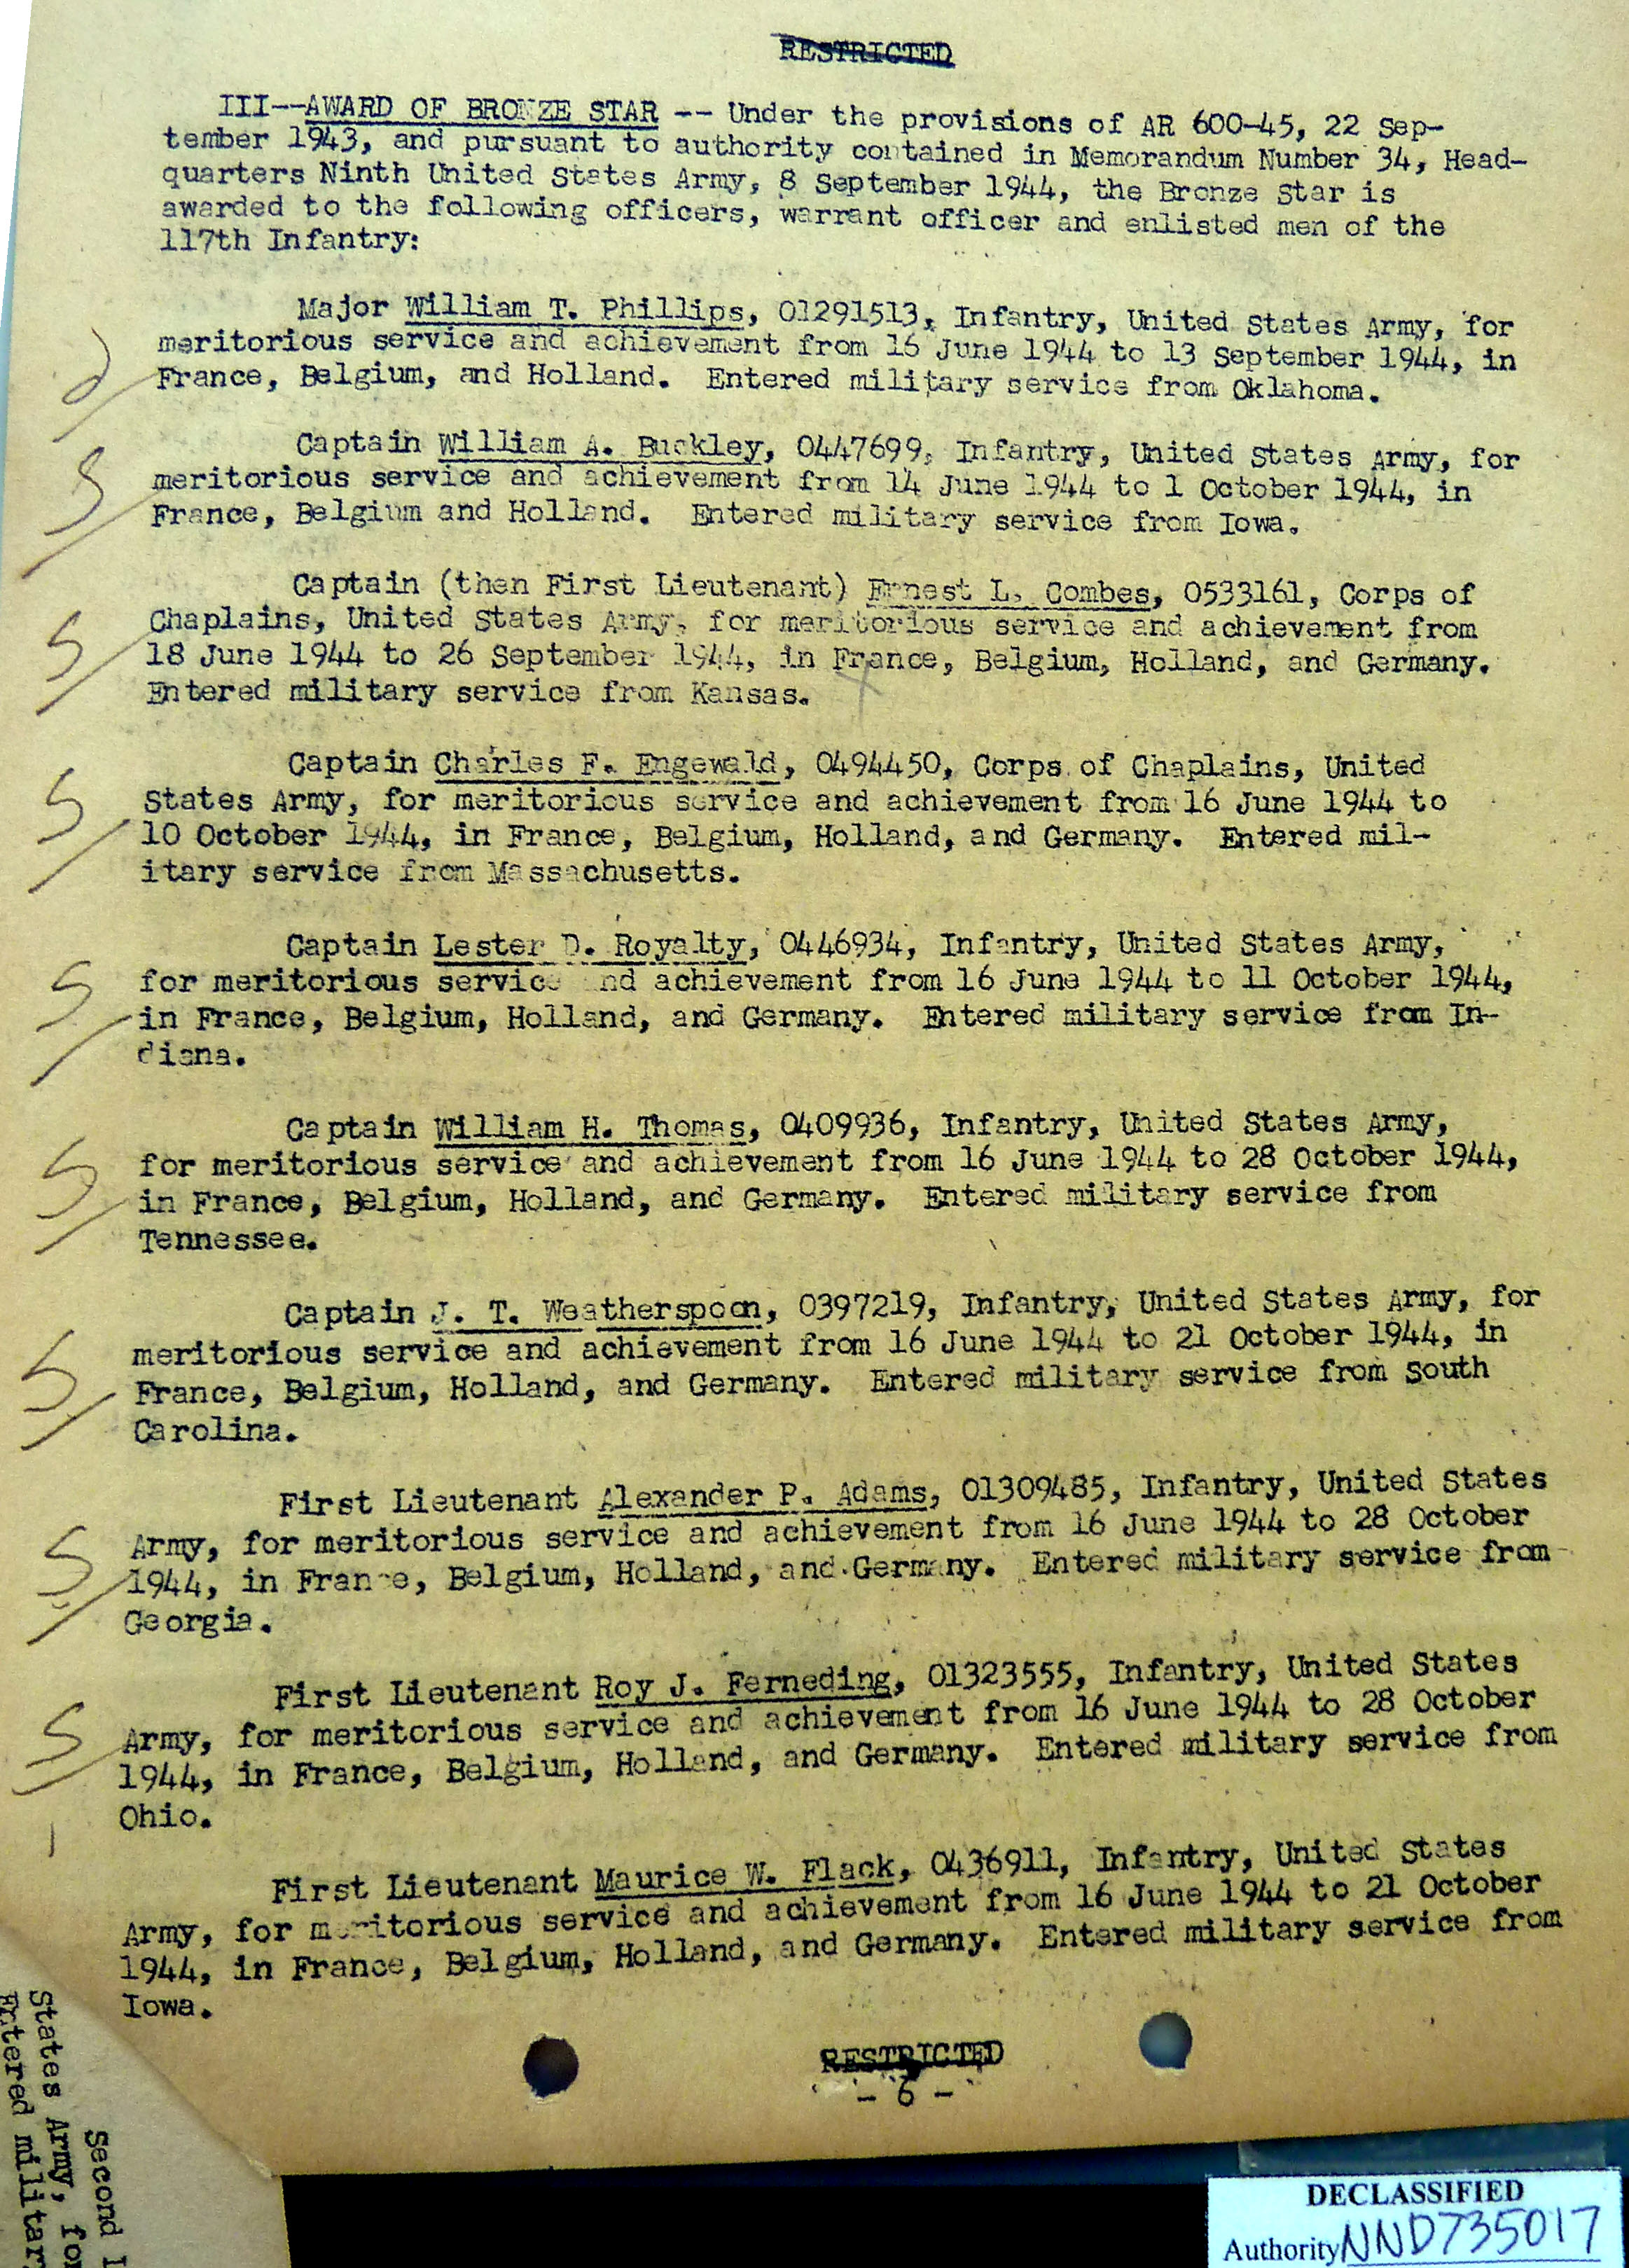 RESTRICTED
III--AWARD OF BRONZE STAR -- Under the provisions of AR 600-45, 22 Sep-
tember 1943, and pursuant to authority contained in Memorandum Number 34, Head-
quarters Ninth United States Army, 8 September 1944, the Bronze Star is
awarded to the following officers, warrant officer and enlisted men of the
117th Infantry:
Major William T. Phillips, 01291513, Infantry, United States Army, for
meritorious service and achievement from 16 June 1944 to 13 September 1944, in
France, Belgium, and Holland. Entered military service from Oklahoma.
Captain William A. Buckley, 0447699, Infantry, United States Army, for
meritorious service and achievement from 14 June 1944 to 1 October 1944, in
France, Belgium and Holland. Entered military service from Iowa.
Captain (then First Lieutenant) Ernest L. Combes, 0533161, Corps of
Chaplains, United States Army, for meritorious service and achievement from
18 June 1944 to 26 September 1944, in France, Belgium, Holland, and Germany.
Entered military service from Kansas.
Captain Charles F. Engewald, 0494450, Corps of Chaplains, United
States Army, for meritorious service and achievement from 16 June 1944 to
10 October 1944, in France, Belgium, Holland, and Germany. Entered mil-
itary service from Massachusetts.
Captain Lester D. Royalty, 0446934, Infantry, United States Army,
for meritorious service and achievement from 16 June 1944 to 11 October 1944,
in France, Belgium, Holland, and Germany. Entered military service from In-
diana.
Captain William H. Thomas, 0409936, Infantry, United States Army,
for meritorious service and achievement from 16 June 1944 to 28 October 1944,
in France, Belgium, Holland, and Germany. Entered military service from
Tennessee.
Captain J. T. Weatherspoon, 0397219, Infantry, United States Army, for
meritorious service and achievement from 16 June 1944 to 21 October 1944, in
France, Belgium, Holland, and Germany. Entered military service from South
Carolina.
First Lieutenant Alexander P. Adams, 01309485, Infantry, United States
Army, for meritorious service and achievement from 16 June 1944 to 28 October
1944, in France, Belgium, Holland, and Germany. Entered military service from
Georgia.
First Lieutenant Roy J. Ferneding, 01323555, Infantry, United States
Army, for meritorious service and achievement from 16 June 1944 to 28 October
1944, in France, Belgium, Holland, and Germany. Entered military service from
Ohio.
First Lieutenant Maurice W. Flack, 0436911, Infantry, United States
Army, for meritorious service and achievement from 16 June 1944 to 21 October
1944, in France, Belgium, Holland, and Germany. Entered military service from
Iowa.
RESTRICTED
- 6 -
Second
States Army, for
Entered
DECLASSIFIED
Authority NND735017